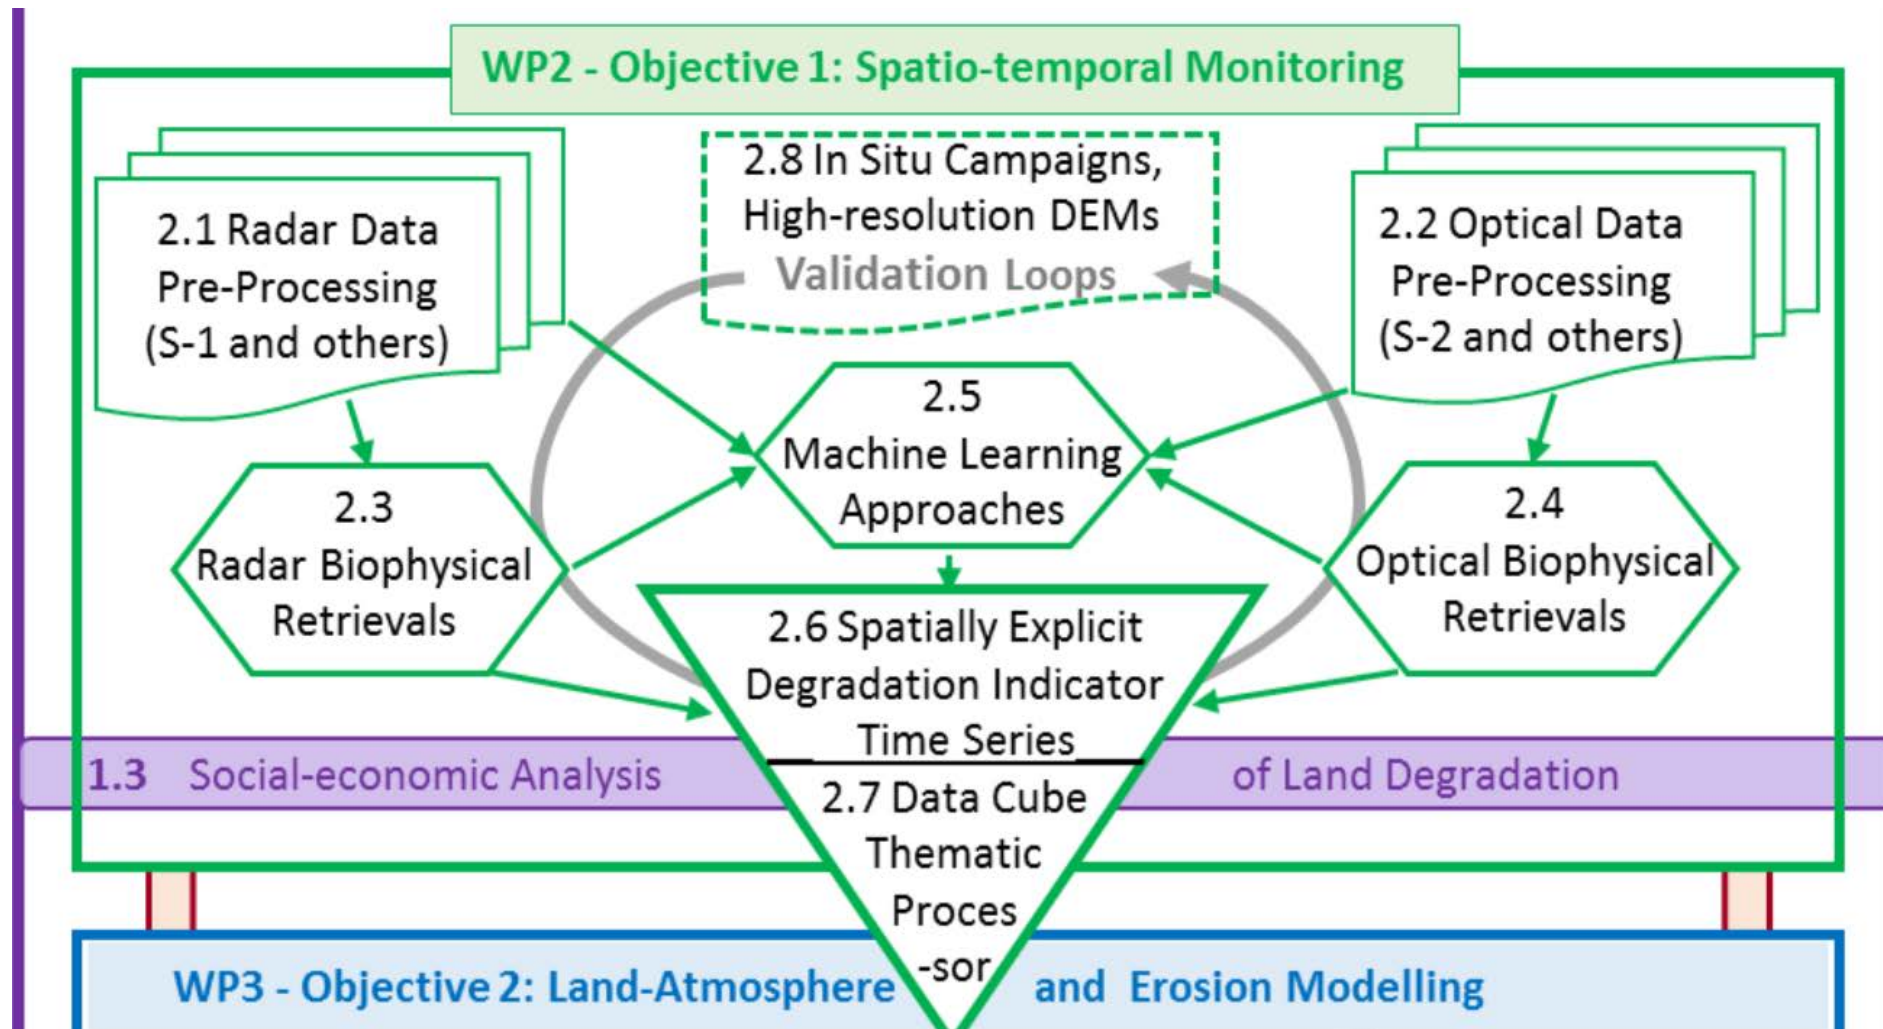 WP2 - Objective 1: Spatio-temporal Monitoring
2.1 Radar Data
Pre-Processing
(S-1 and others)
2.8 In Situ Campaigns,
High-resolution DEMs
Validation Loops
2.2 Optical Data
Pre-Processing
(S-2 and others)
2.5
Machine Learning
Approaches
2.3
Radar Biophysical
Retrievals
2.4
Optical Biophysical
Retrievals
2.6 Spatially Explicit
Degradation Indicator
Time Series
1.3 Social-economic Analysis of Land Degradation
2.7 Data Cube
Thematic
Proces
-sor
WP3 - Objective 2: Land-Atmosphere and Erosion Modelling